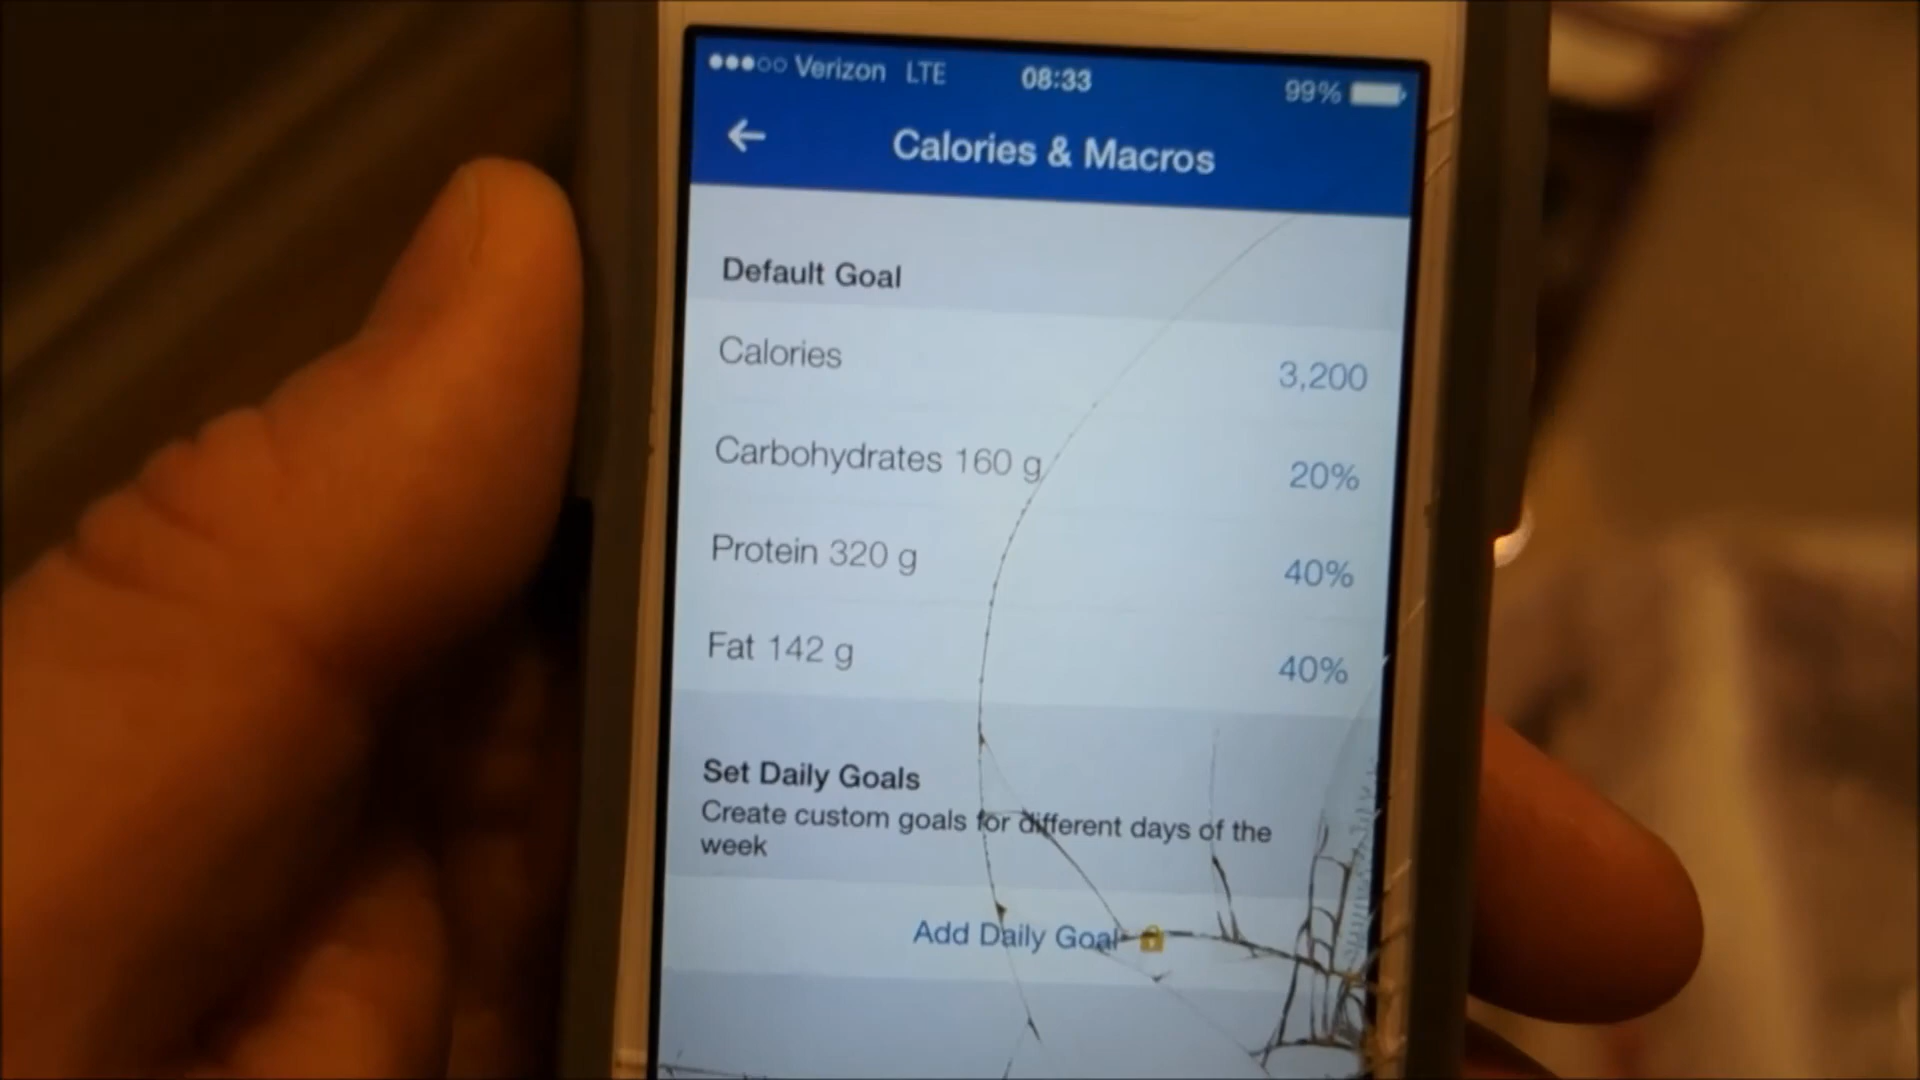 Verizon LTE 08:33 99%
Calories & Macros
Default Goal
Calories 3,200
Carbohydrates 160 g 20%
Protein 320 g 40%
Fat 142 g 40%
Set Daily Goals
Create custom goals for different days of the
week
Add Daily Goal